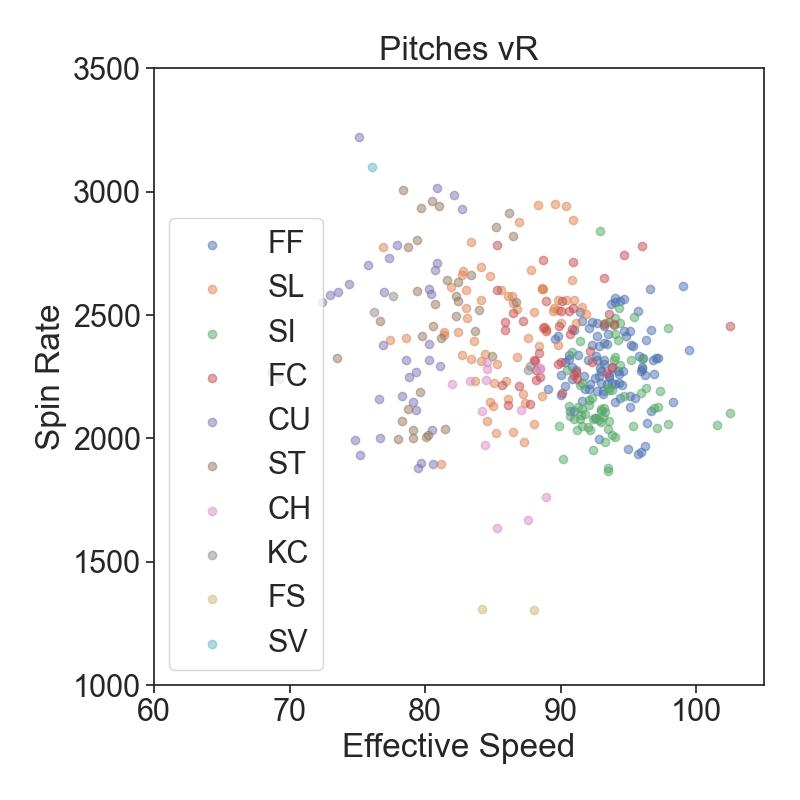 Pitches vR
3500
3000
2500
2000
1500
1000
Spin Rate
FF
SL
SI
FC
CU
ST
CH
KC
FS
SV
60 70 80 90 100
Effective Speed